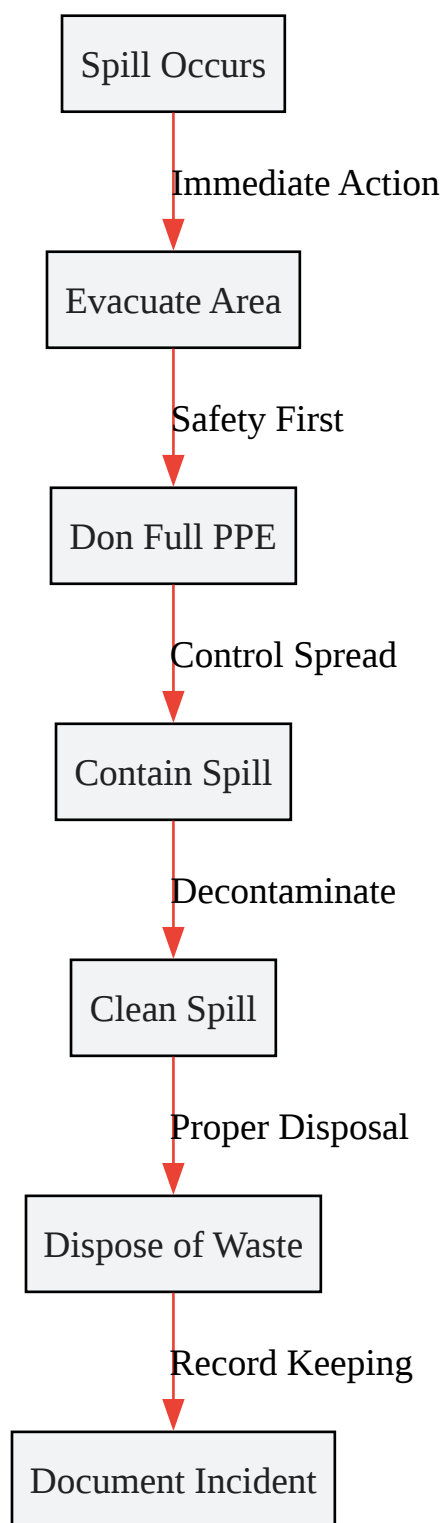 Spill Occurs
Immediate Action
Evacuate Area
Safety First
Don Full PPE
Control Spread
Contain Spill
Decontaminate
Clean Spill
Proper Disposal
Dispose of Waste
Record Keeping
Document Incident